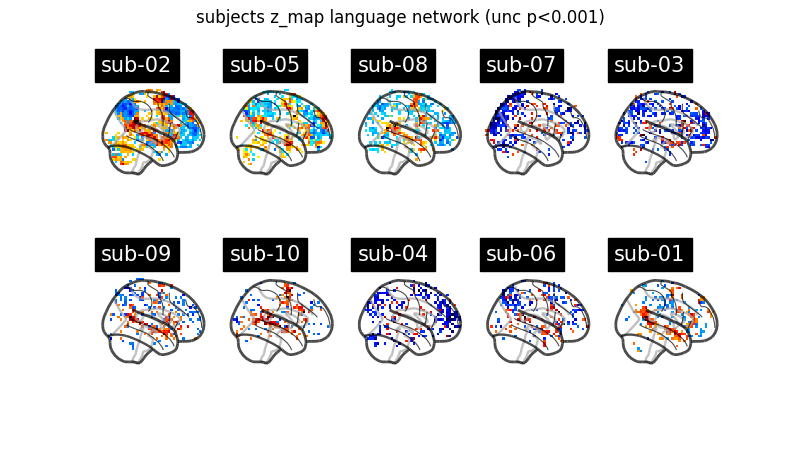 subjects z_map language network (unc p<0.001)
sub-02
sub-05
sub-08
sub-07
sub-03
sub-09
sub-10
sub-04
sub-06
sub-01